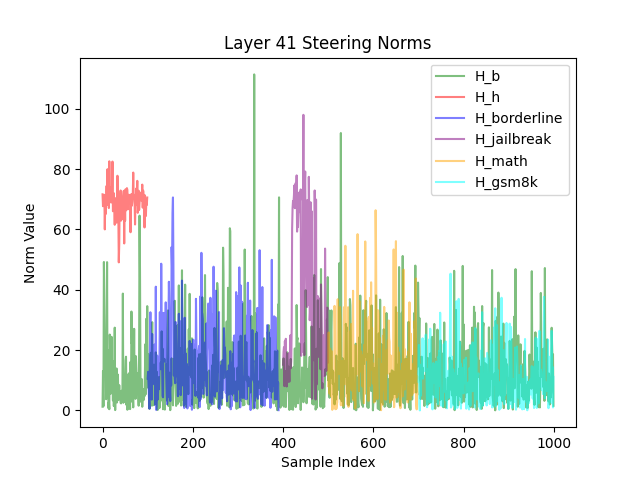 Layer 41 Steering Norms
Norm Value
100
80
60
40
20
0
H_b
H_h
H_borderline
H_jailbreak
H_math
H_gsm8k
0 200 400 600 800 1000
Sample Index